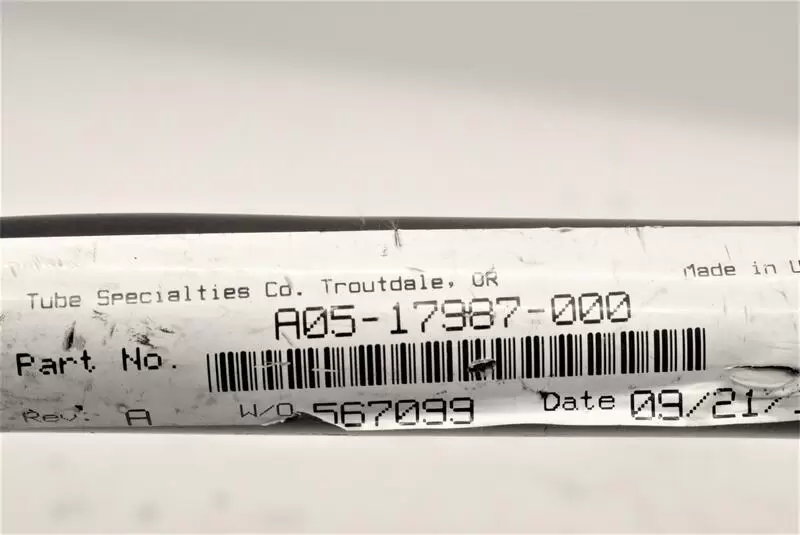 Tube Specialties Co. Troutdale, OR
Made in U
A05-17987-000
Part No.
Rev: A W/O 567099 Date 09/21/